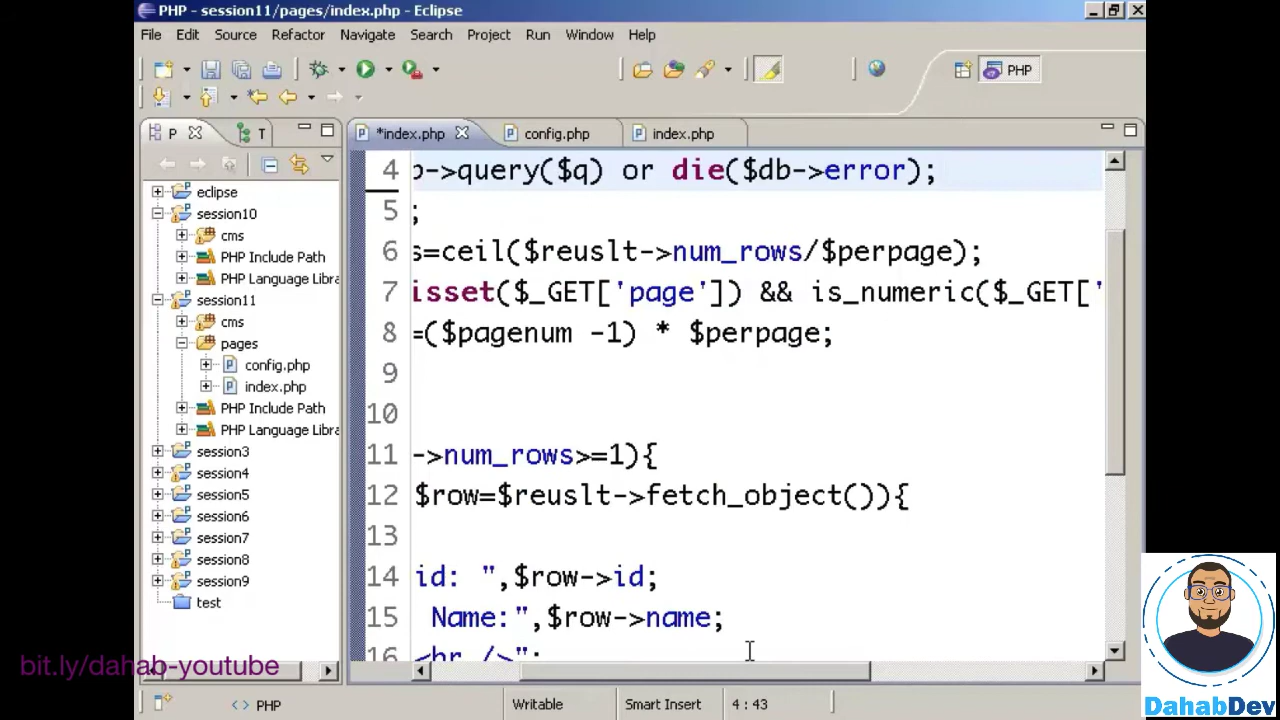 PHP - session11/pages/index.php - Eclipse
File Edit Source Refactor Navigate Search Project Run Window Help
PHP
P T
*index.php config.php index.php
eclipse
session10
cms
PHP Include Path
PHP Language Libra
session11
cms
pages
config.php
index.php
PHP Include Path
PHP Language Libra
session3
session4
session5
session6
session7
session8
session9
test
4 ->query($q) or die($db->error);
5 ;
6 s=ceil($reuslt->num_rows/$perpage);
7 isset($_GET['page']) && is_numeric($_GET['
8 =($pagenum -1) * $perpage;
9
10
11 ->num_rows>=1){
12 $row=$reuslt->fetch_object()){
13
14 id: ",$row->id;
15 Name:",$row->name;
16 <hr />";
bit.ly/dahab-youtube
<> PHP Writable Smart Insert 4 : 43
DahabDev